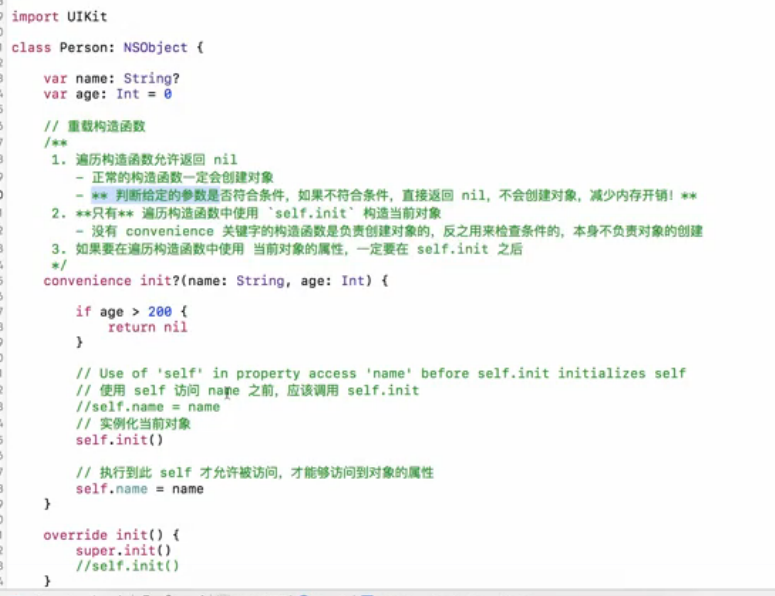 import UIKit
class Person: NSObject {
var name: String?
var age: Int = 0
// 重载构造函数
/**
1. 遍历构造函数允许返回 nil
- 正常的构造函数一定会创建对象
- ** 判断给定的参数是否符合条件，如果不符合条件，直接返回 nil，不会创建对象，减少内存开销！**
2. **只有** 遍历构造函数中使用 `self.init` 构造当前对象
- 没有 convenience 关键字的构造函数是负责创建对象的，反之用来检查条件的，本身不负责对象的创建
3. 如果要在遍历构造函数中使用 当前对象的属性，一定要在 self.init 之后
*/
convenience init?(name: String, age: Int) {
if age > 200 {
return nil
}
// Use of 'self' in property access 'name' before self.init initializes self
// 使用 self 访问 name 之前，应该调用 self.init
//self.name = name
// 实例化当前对象
self.init()
// 执行到此 self 才允许被访问，才能够访问到对象的属性
self.name = name
}
override init() {
super.init()
//self.init()
}